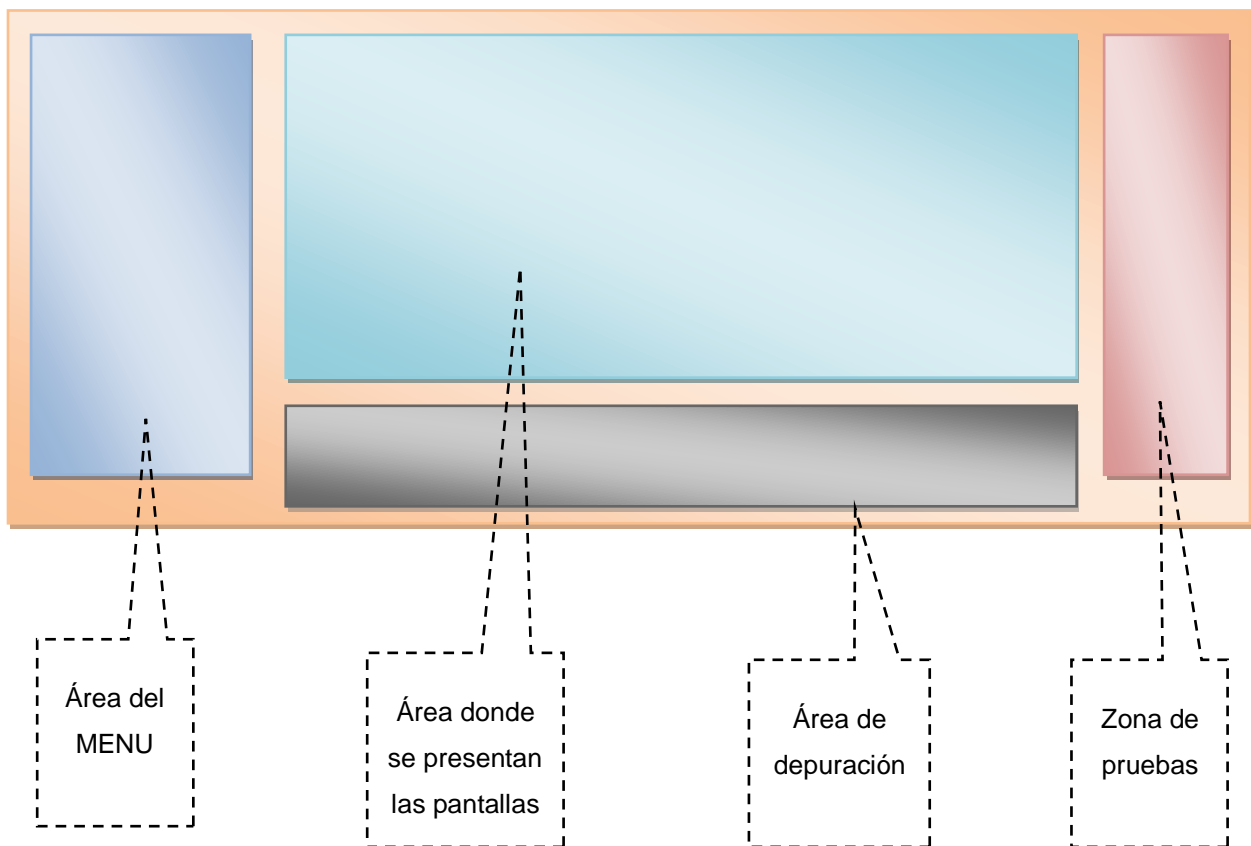 Área del
MENU
Área donde
se presentan
las pantallas
Área de
depuración
Zona de
pruebas